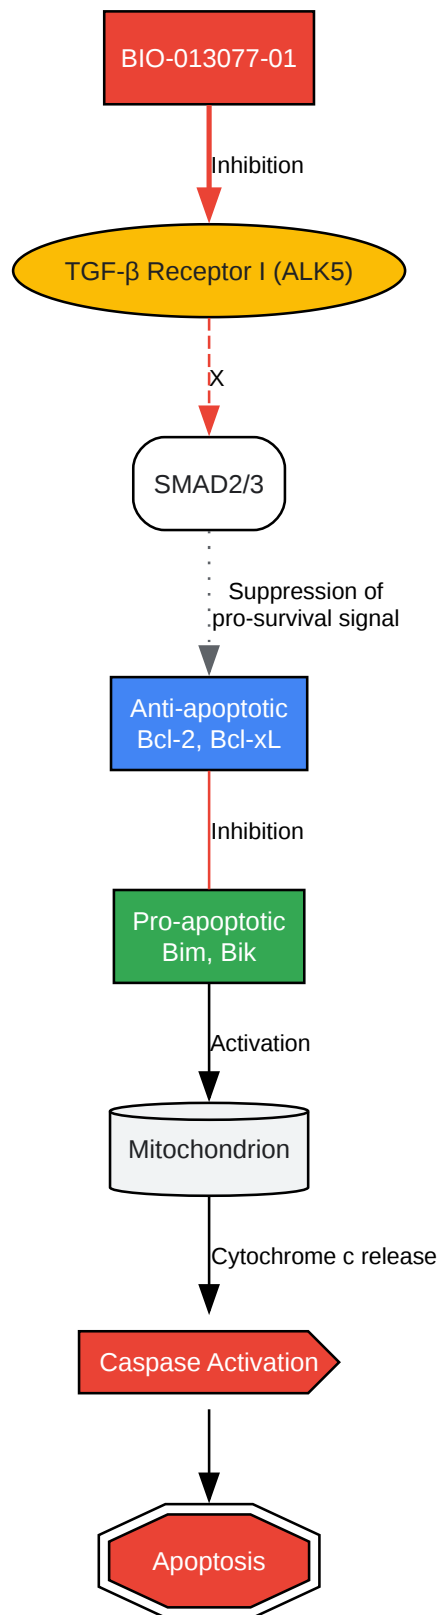 BIO-013077-01
Inhibition
TGF-β Receptor I (ALK5)
X
SMAD2/3
Suppression of
pro-survival signal
Anti-apoptotic
Bcl-2, Bcl-xL
Inhibition
Pro-apoptotic
Bim, Bik
Activation
Mitochondrion
Cytochrome c release
Caspase Activation
Apoptosis